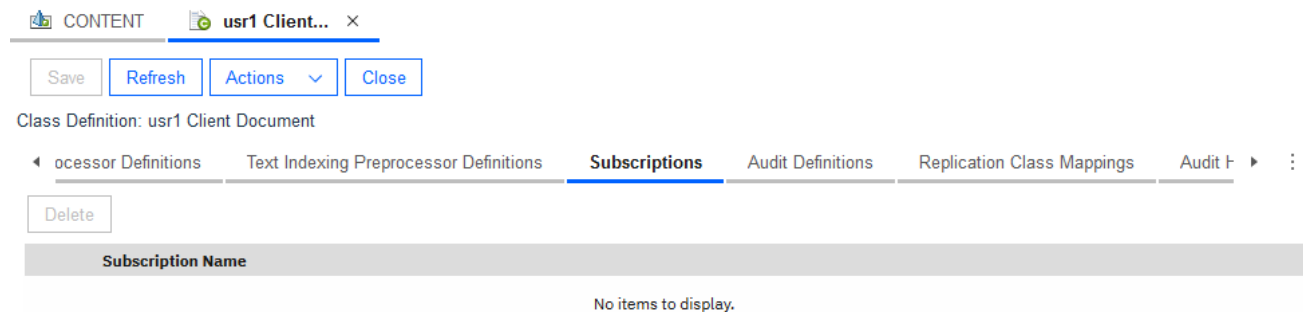 CONTENT usr1 Client... ×
Save Refresh Actions Close
Class Definition: usr1 Client Document
ocessor Definitions Text Indexing Preprocessor Definitions Subscriptions Audit Definitions Replication Class Mappings Audit H
Delete
Subscription Name
No items to display.